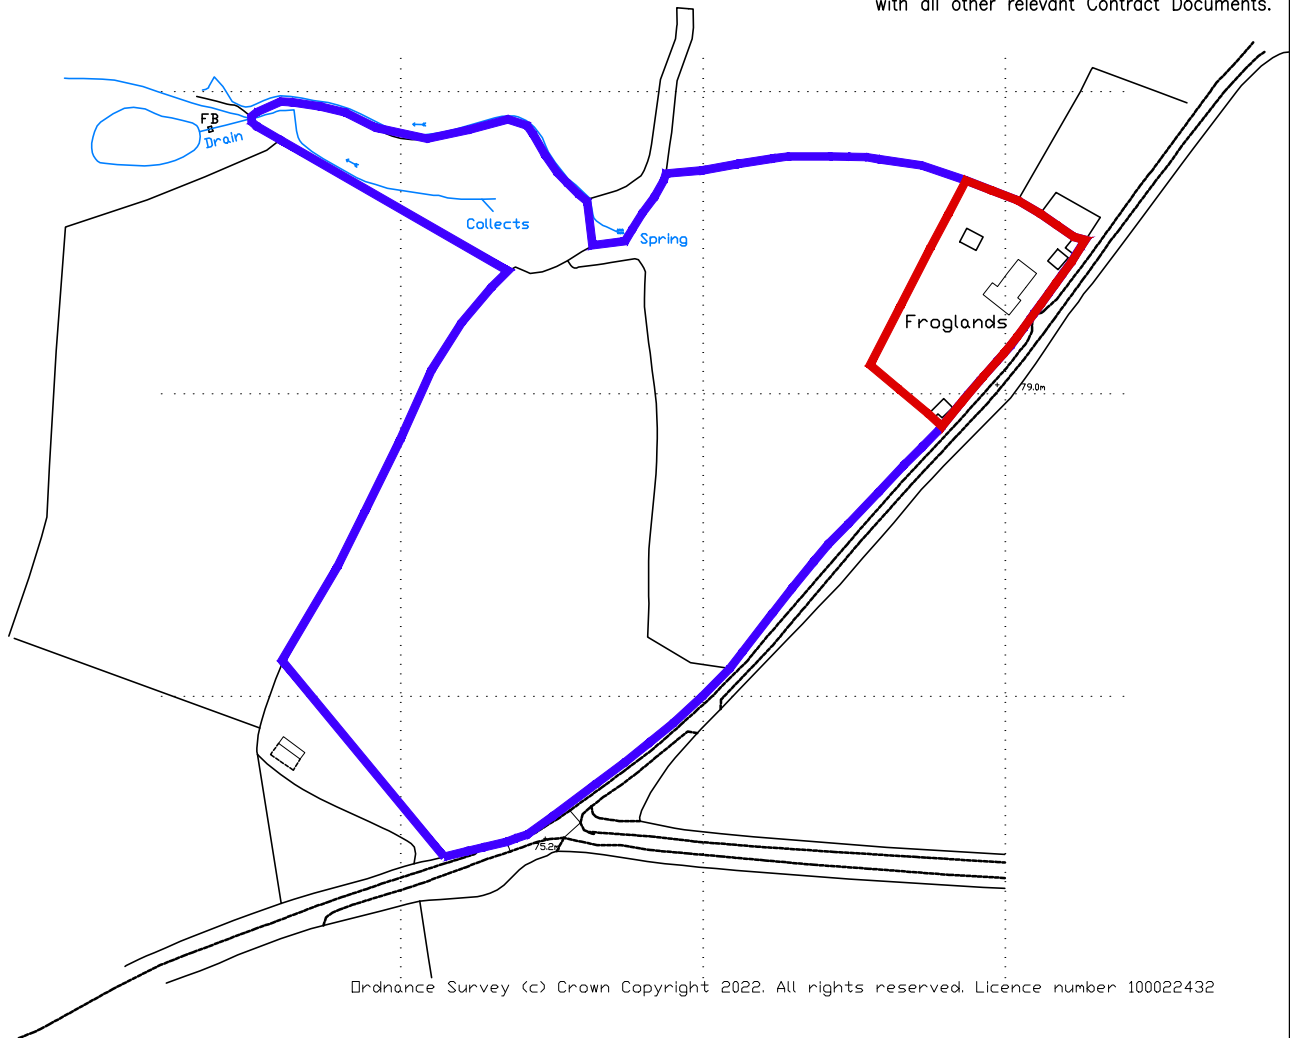 with all other relevant Contract Documents.
FB
Drain
Collects
Spring
Froglands
79.0m
75.2m
Ordnance Survey (c) Crown Copyright 2022. All rights reserved. Licence number 100022432